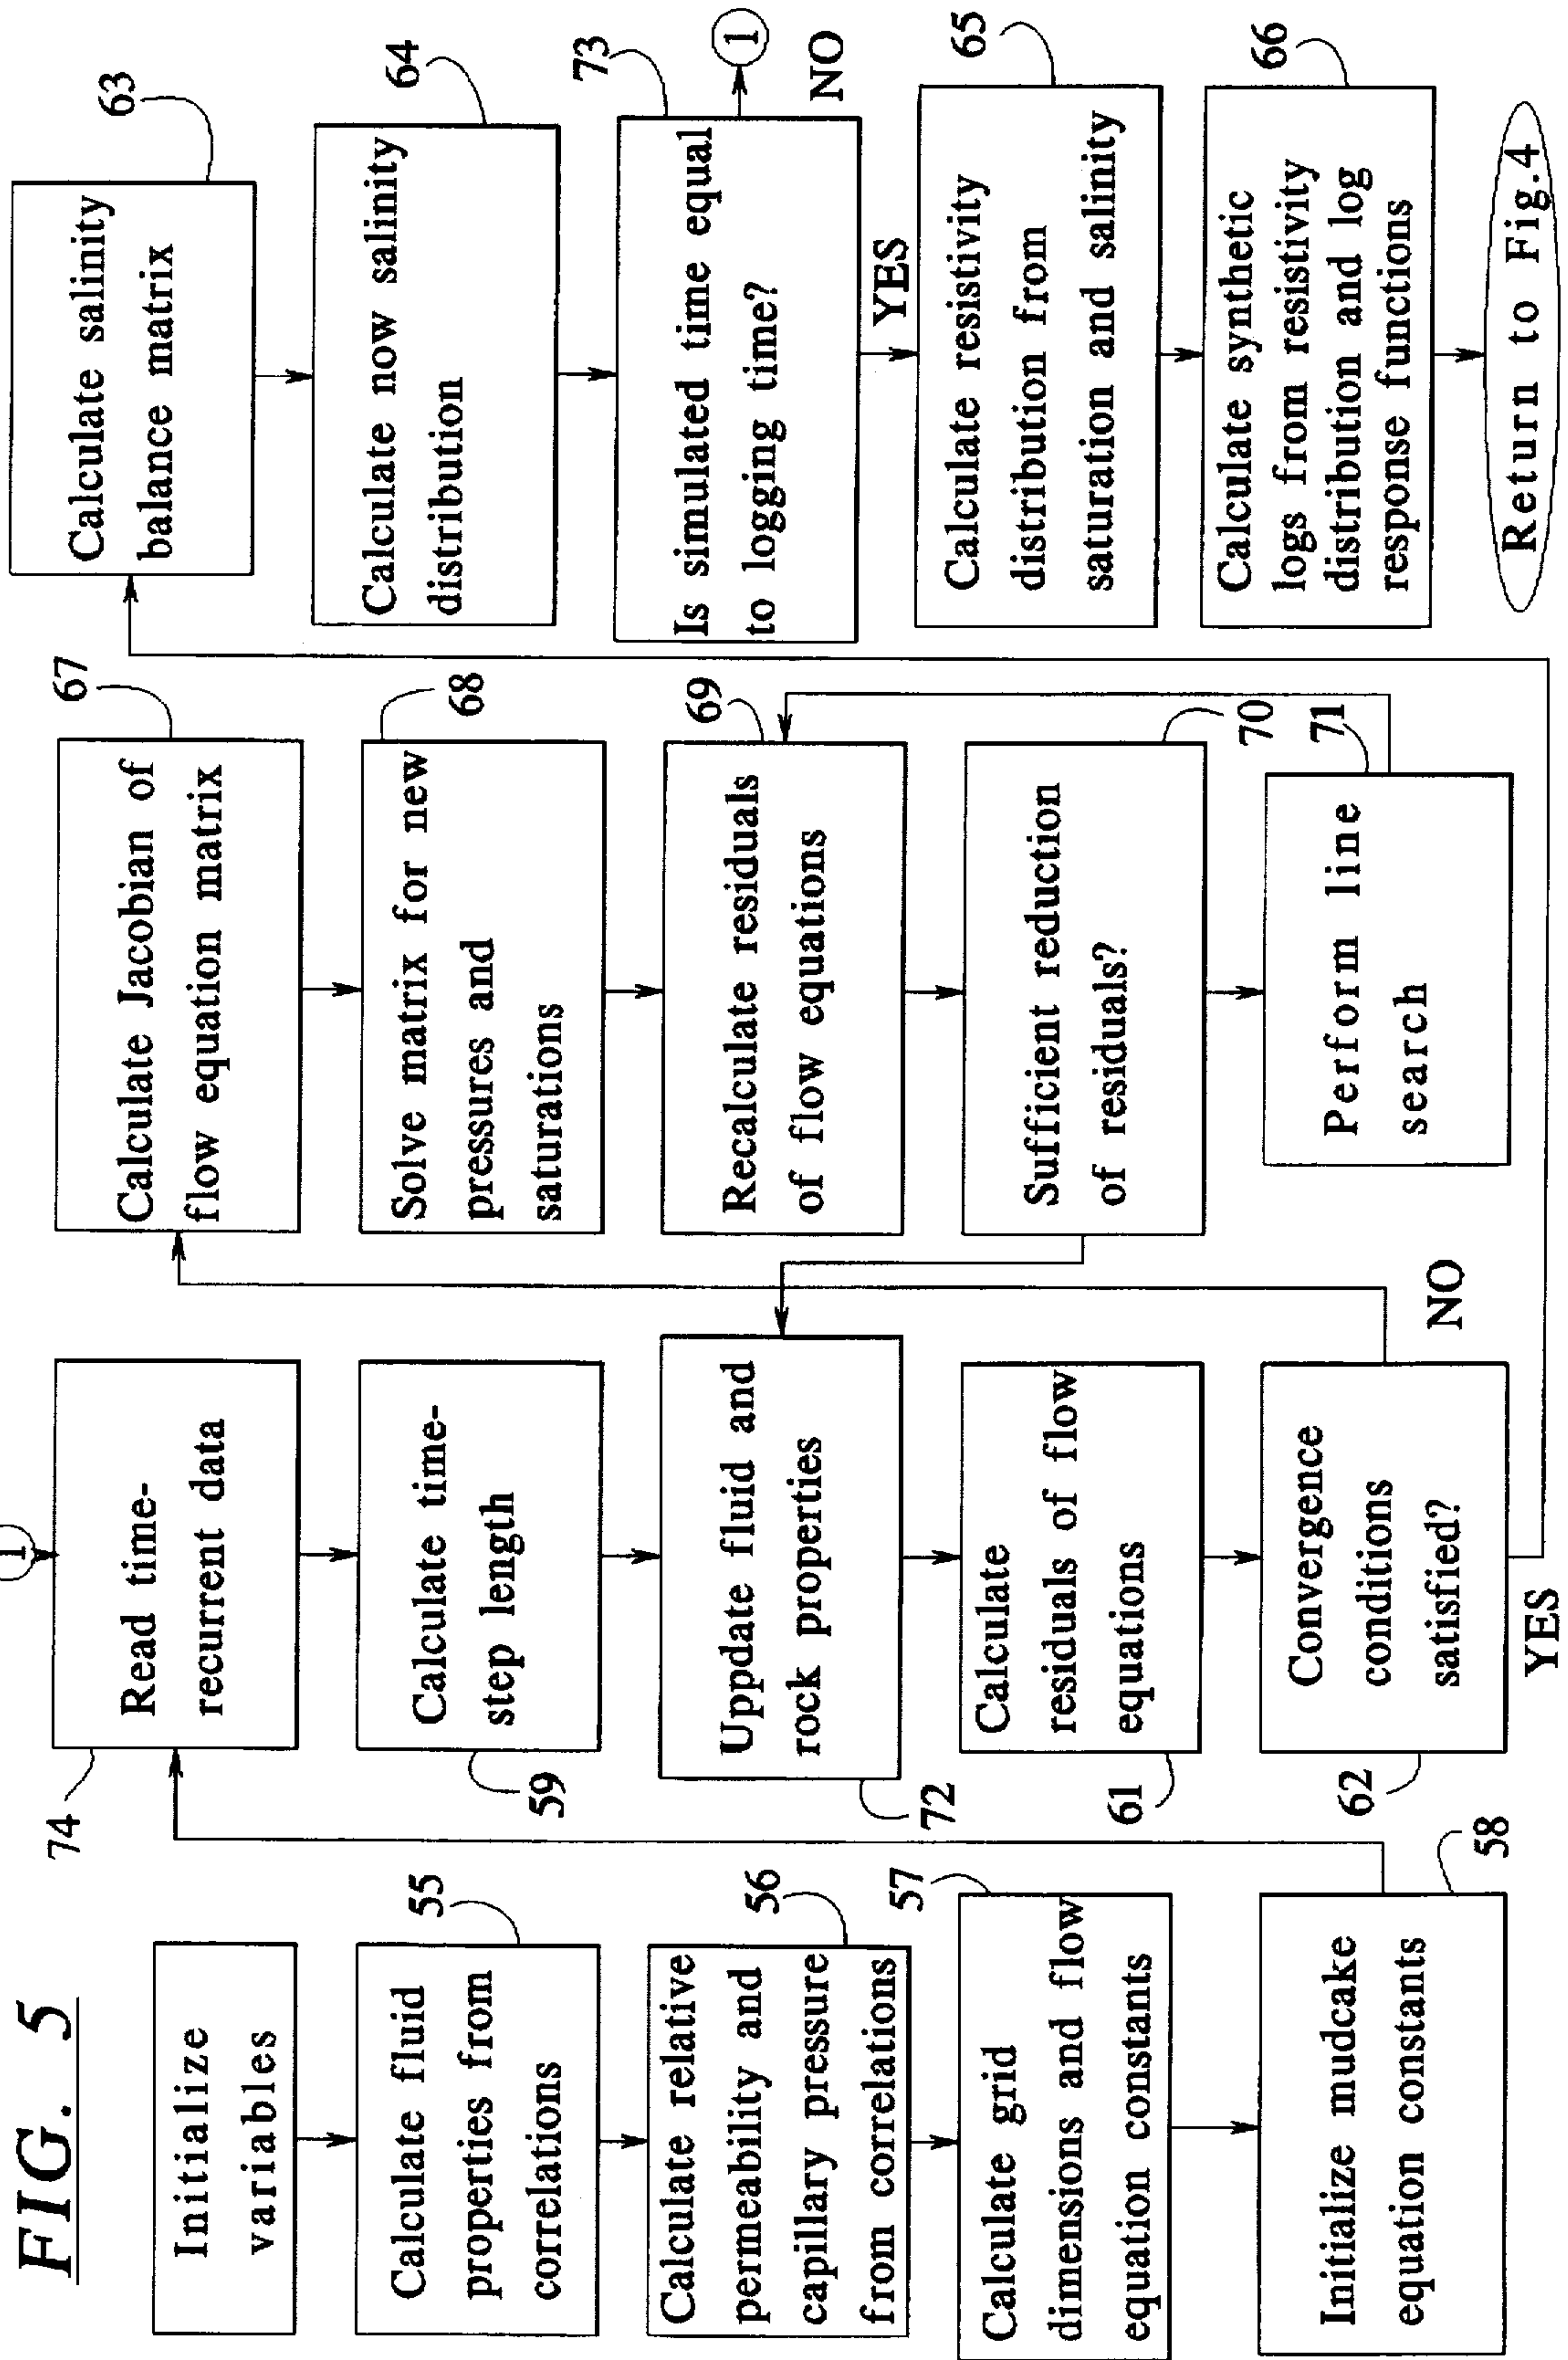 FIG. 5
Initialize
variables
Calculate fluid
properties from
correlations
55
Calculate relative
permeability and
capillary pressure
from correlations
56
Calculate grid
dimensions and flow
equation constants
57
Initialize mudcake
equation constants
58
1
Read time-
recurrent data
74
Calculate time-
step length
59
Uppdate fluid and
rock properties
72
Calculate
residuals of flow
equations
61
Convergence
conditions
satisfied?
62
NO
YES
Calculate Jacobian of
flow equation matrix
67
Solve matrix for new
pressures and
saturations
68
Recalculate residuals
of flow equations
69
Sufficient reduction
of residuals?
70
Perform line
search
71
Calculate salinity
balance matrix
63
Calculate now salinity
distribution
64
Is simulated time equal
to logging time?
73
1
NO
YES
Calculate resistivity
distribution from
saturation and salinity
65
Calculate synthetic
logs from resistivity
distribution and log
response functions
66
Return to Fig.4